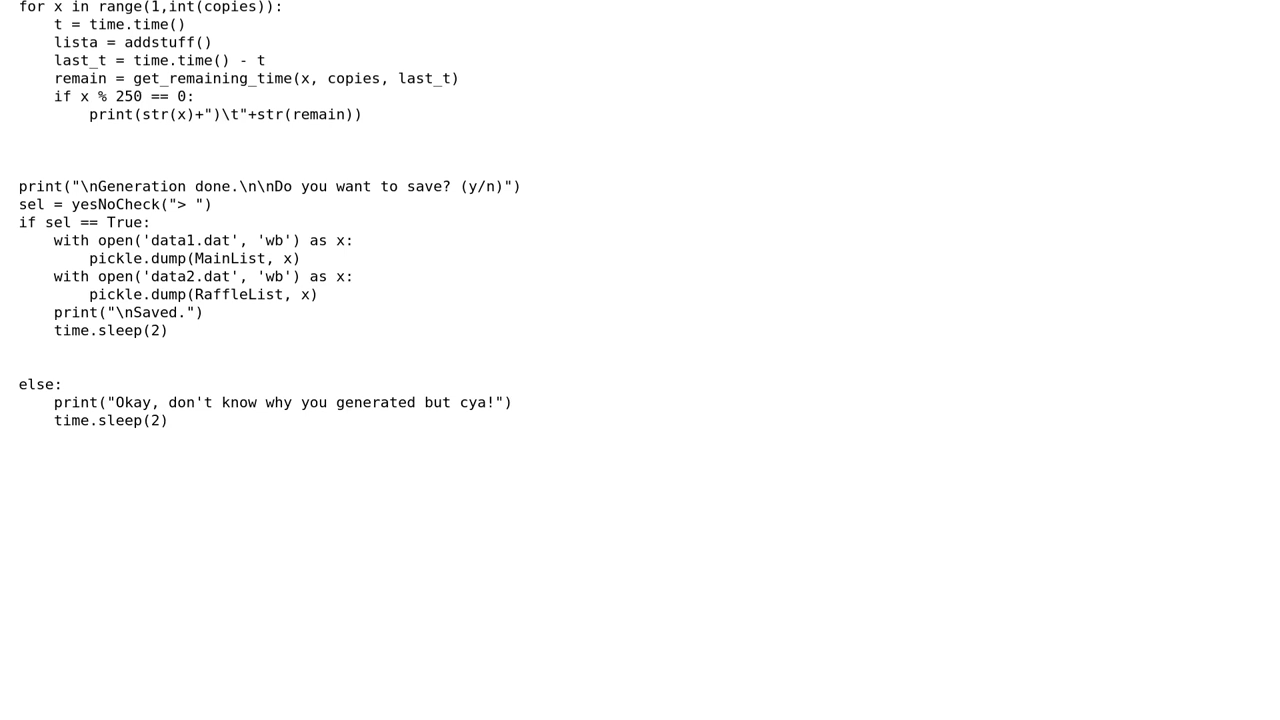 for x in range(1,int(copies)):
    t = time.time()
    lista = addstuff()
    last_t = time.time() - t
    remain = get_remaining_time(x, copies, last_t)
    if x % 250 == 0:
        print(str(x)+")\t"+str(remain))
print("\nGeneration done.\n\nDo you want to save? (y/n)")
sel = yesNoCheck("> ")
if sel == True:
    with open('data1.dat', 'wb') as x:
        pickle.dump(MainList, x)
    with open('data2.dat', 'wb') as x:
        pickle.dump(RaffleList, x)
    print("\nSaved.")
    time.sleep(2)
else:
    print("Okay, don't know why you generated but cya!")
    time.sleep(2)